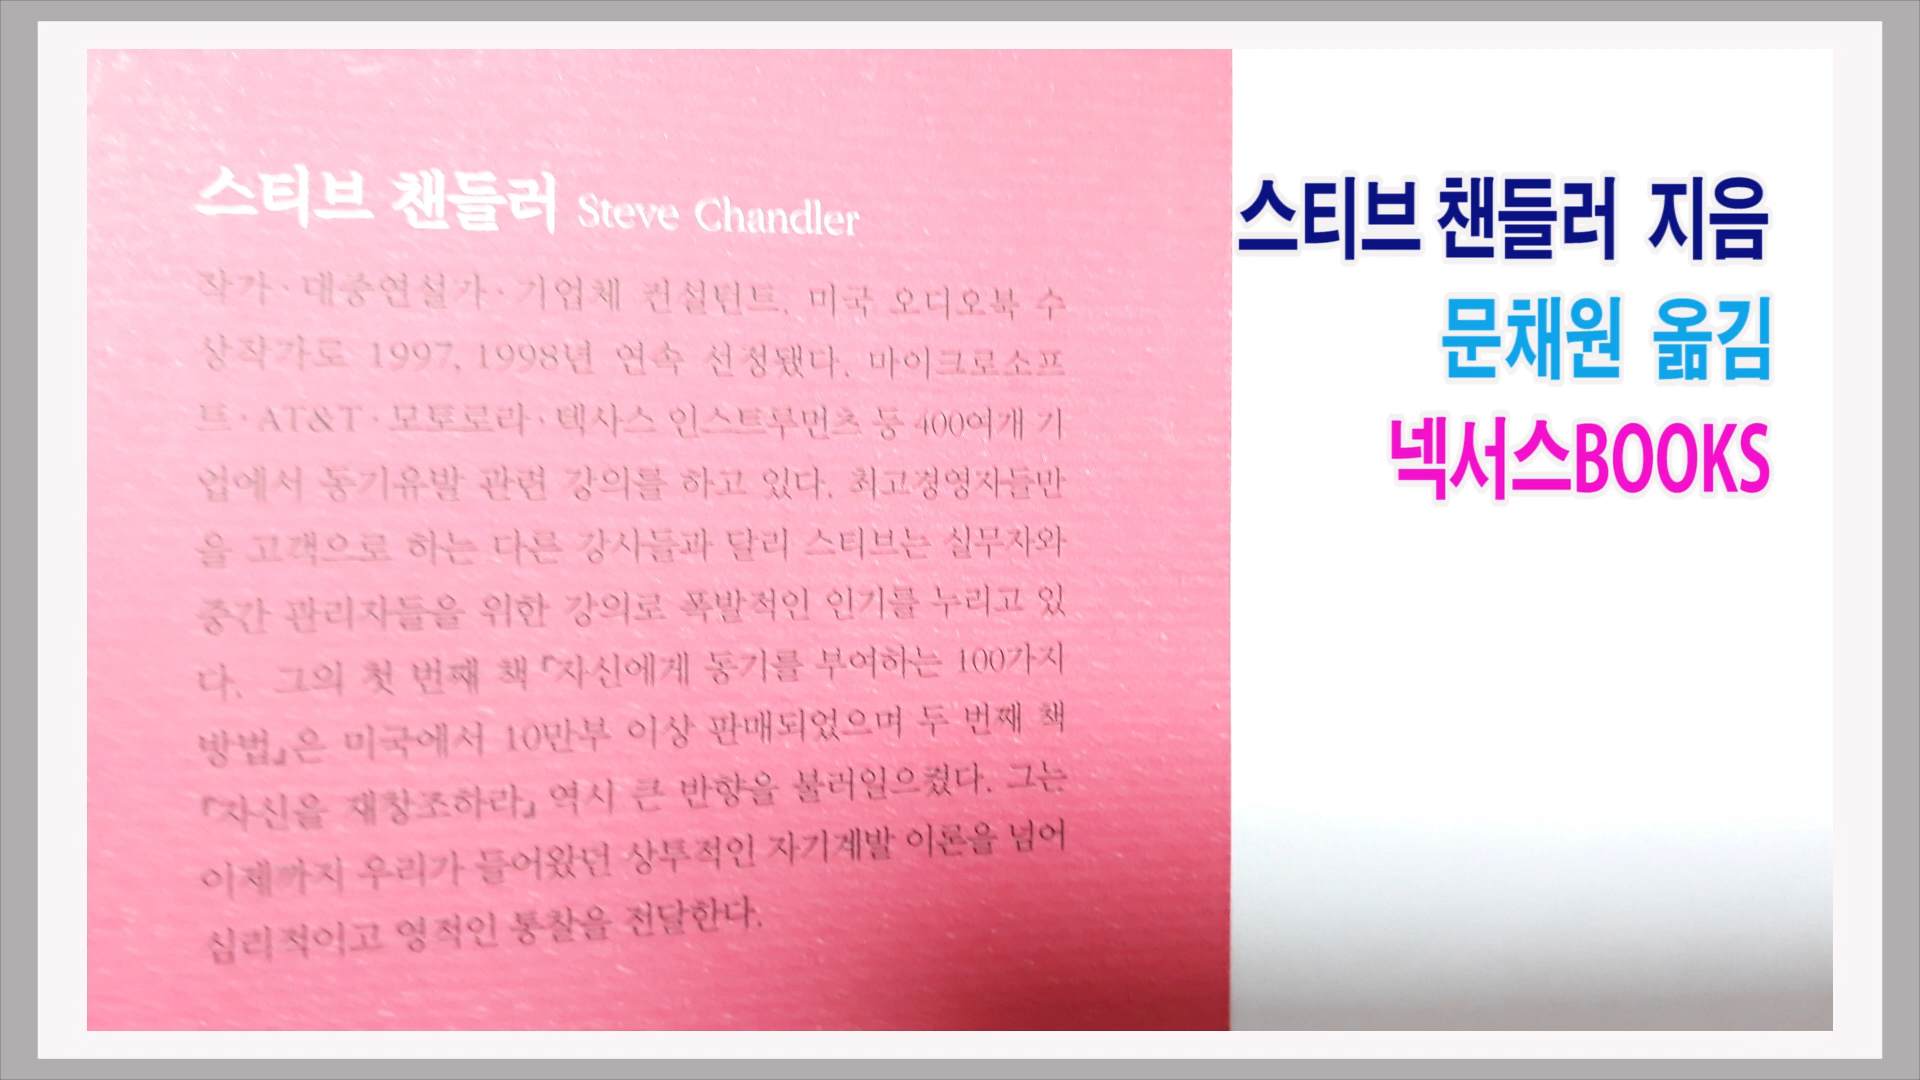 스티브 챈들러 Steve Chandler
작가·대중연설가·기업체 컨설턴트. 미국 오디오북 수
상작가로 1997, 1998년 연속 선정됐다. 마이크로소프
트·AT&T·모토로라·텍사스 인스트루먼츠 등 400여개 기
업에서 동기유발 관련 강의를 하고 있다. 최고경영자들만
을 고객으로 하는 다른 강사들과 달리 스티브는 실무자와
중간 관리자들을 위한 강의로 폭발적인 인기를 누리고 있
다. 그의 첫 번째 책 『자신에게 동기를 부여하는 100가지
방법』은 미국에서 10만부 이상 판매되었으며 두 번째 책
『자신을 재창조하라』 역시 큰 반향을 불러일으켰다. 그는
이제까지 우리가 들어왔던 상투적인 자기계발 이론을 넘어
심리적이고 영적인 통찰을 전달한다.
스티브 챈들러 지음
문채원 옮김
넥서스BOOKS